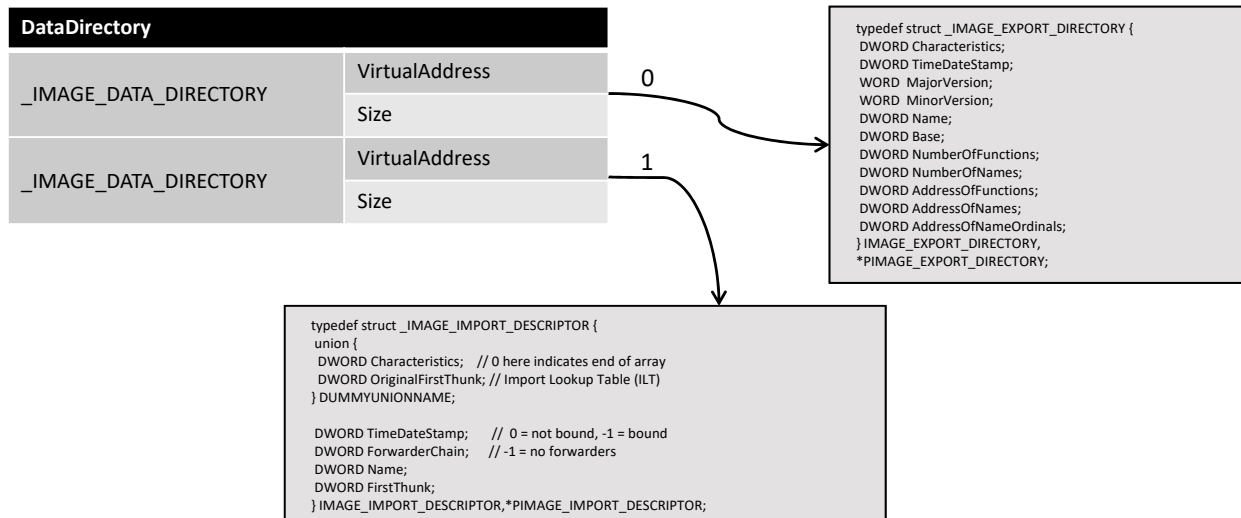 DataDirectory
_IMAGE_DATA_DIRECTORY
VirtualAddress
Size
_IMAGE_DATA_DIRECTORY
VirtualAddress
Size
0
1
typedef struct _IMAGE_EXPORT_DIRECTORY {
DWORD Characteristics;
DWORD TimeDateStamp;
WORD  MajorVersion;
WORD  MinorVersion;
DWORD Name;
DWORD Base;
DWORD NumberOfFunctions;
DWORD NumberOfNames;
DWORD AddressOfFunctions;
DWORD AddressOfNames;
DWORD AddressOfNameOrdinals;
} IMAGE_EXPORT_DIRECTORY,
*PIMAGE_EXPORT_DIRECTORY;
typedef struct _IMAGE_IMPORT_DESCRIPTOR {
union {
DWORD Characteristics;   // 0 here indicates end of array
DWORD OriginalFirstThunk; // Import Lookup Table (ILT)
} DUMMYUNIONNAME;
DWORD TimeDateStamp;      // 0 = not bound, -1 = bound
DWORD ForwarderChain;    // -1 = no forwarders
DWORD Name;
DWORD FirstThunk;
} IMAGE_IMPORT_DESCRIPTOR,*PIMAGE_IMPORT_DESCRIPTOR;